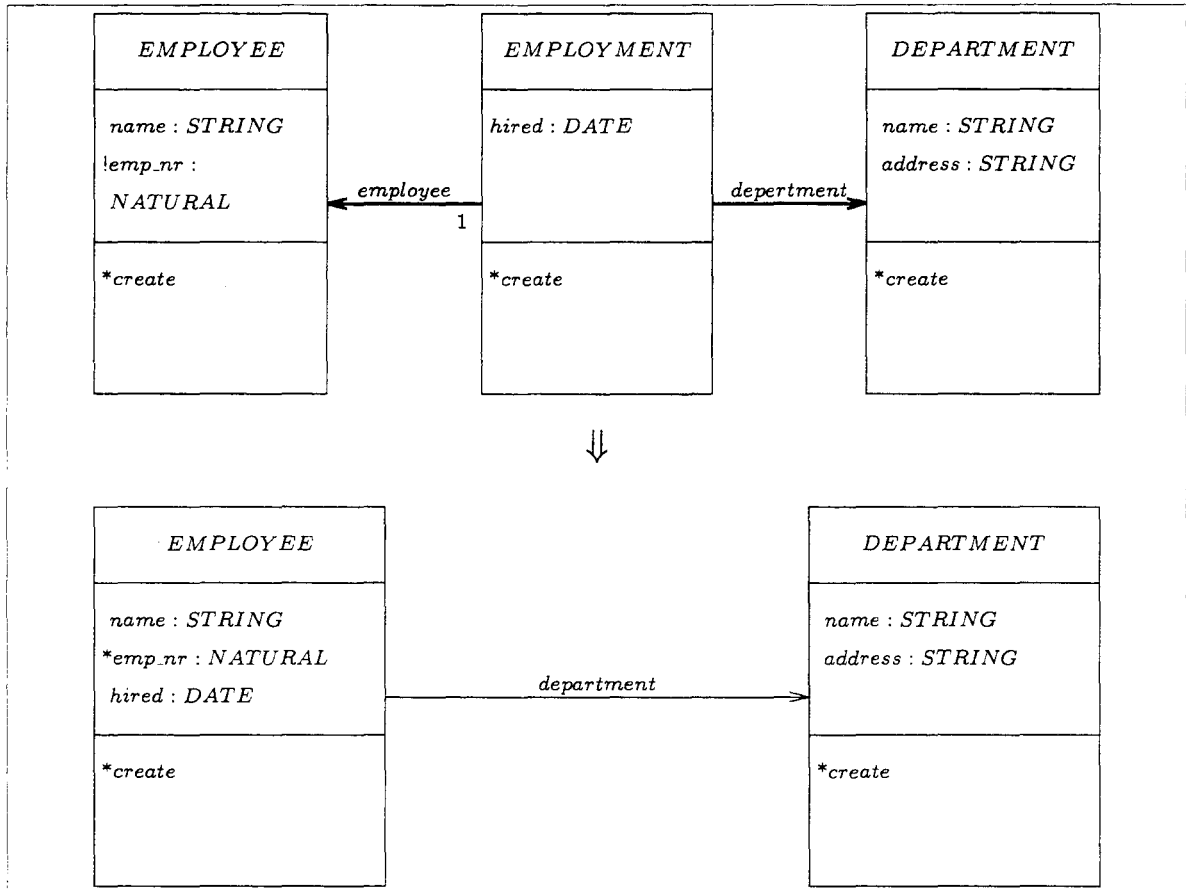 EMPLOYEE
name : STRING
!emp_nr :
NATURAL
*create
employee
1
EMPLOYMENT
hired : DATE
*create
depertment
DEPARTMENT
name : STRING
address : STRING
*create
⇓
EMPLOYEE
name : STRING
*emp_nr : NATURAL
hired : DATE
*create
department
DEPARTMENT
name : STRING
address : STRING
*create